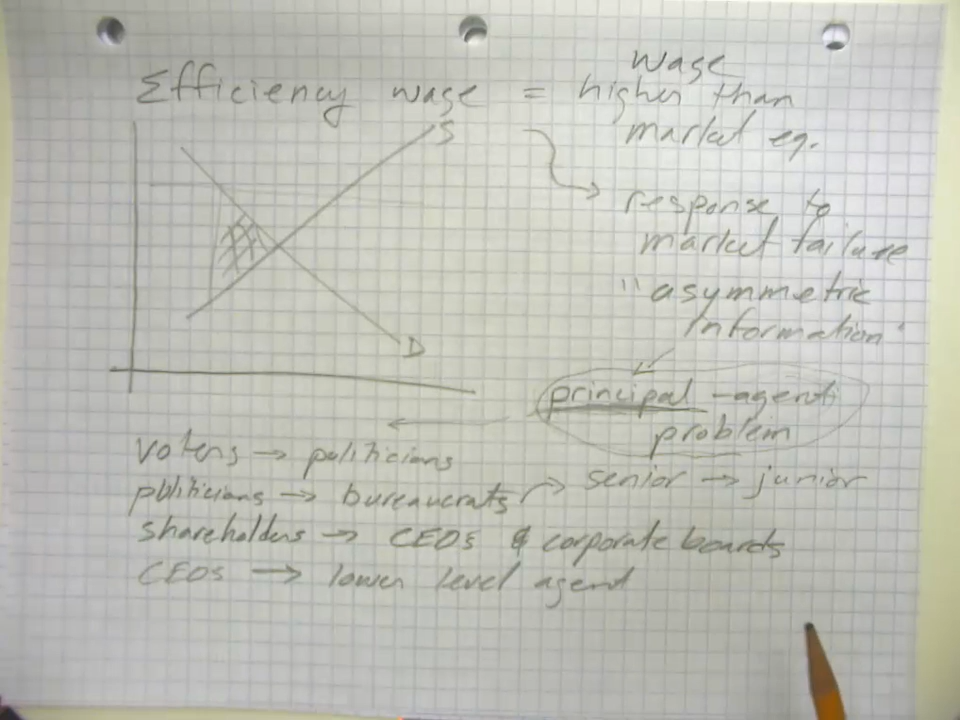 Efficiency wage = wage
higher than
market eq.
S
response to
market failure
"asymmetric
information"
D
principal-agent
problem
voters → politicians
politicians → bureaucrats → senior → junior
shareholders → CEOs & corporate boards
CEOs → lower level agent